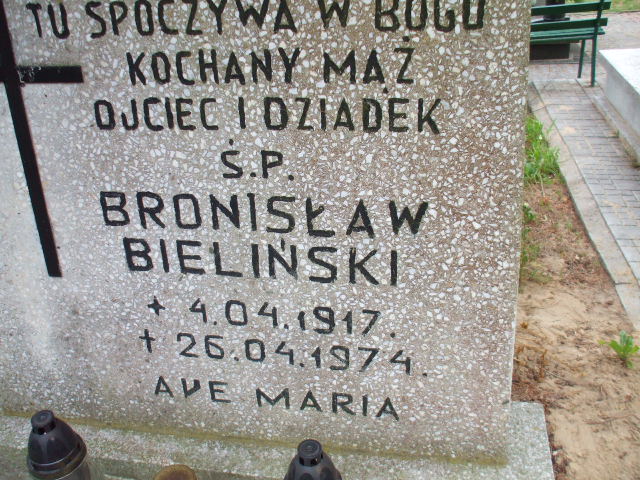 TU SPOCZYWA W BOGU
KOCHANY MĄŻ
OJCIEC I DZIADEK
Ś.P.
BRONISŁAW
BIELIŃSKI
+ 4.04.1917.
+ 26.04.1974.
AVE MARIA